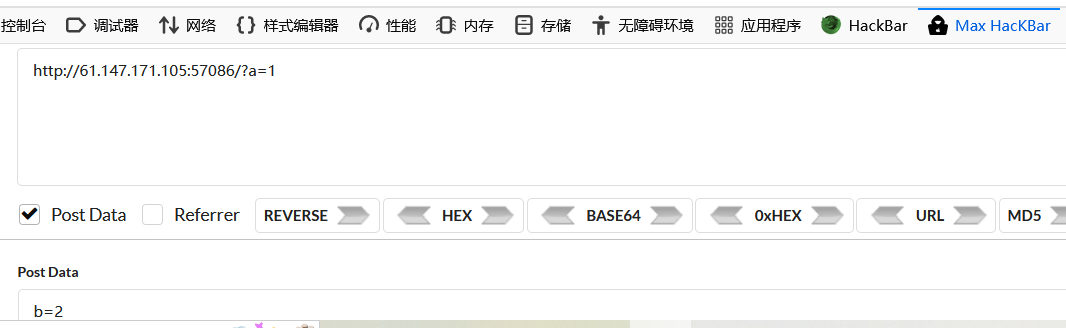 控制台 调试器 网络 {} 样式编辑器 性能 内存 存储 无障碍环境 应用程序 HackBar Max HacKBar
http://61.147.171.105:57086/?a=1
Post Data Referrer REVERSE HEX BASE64 0xHEX URL MD5
Post Data
b=2